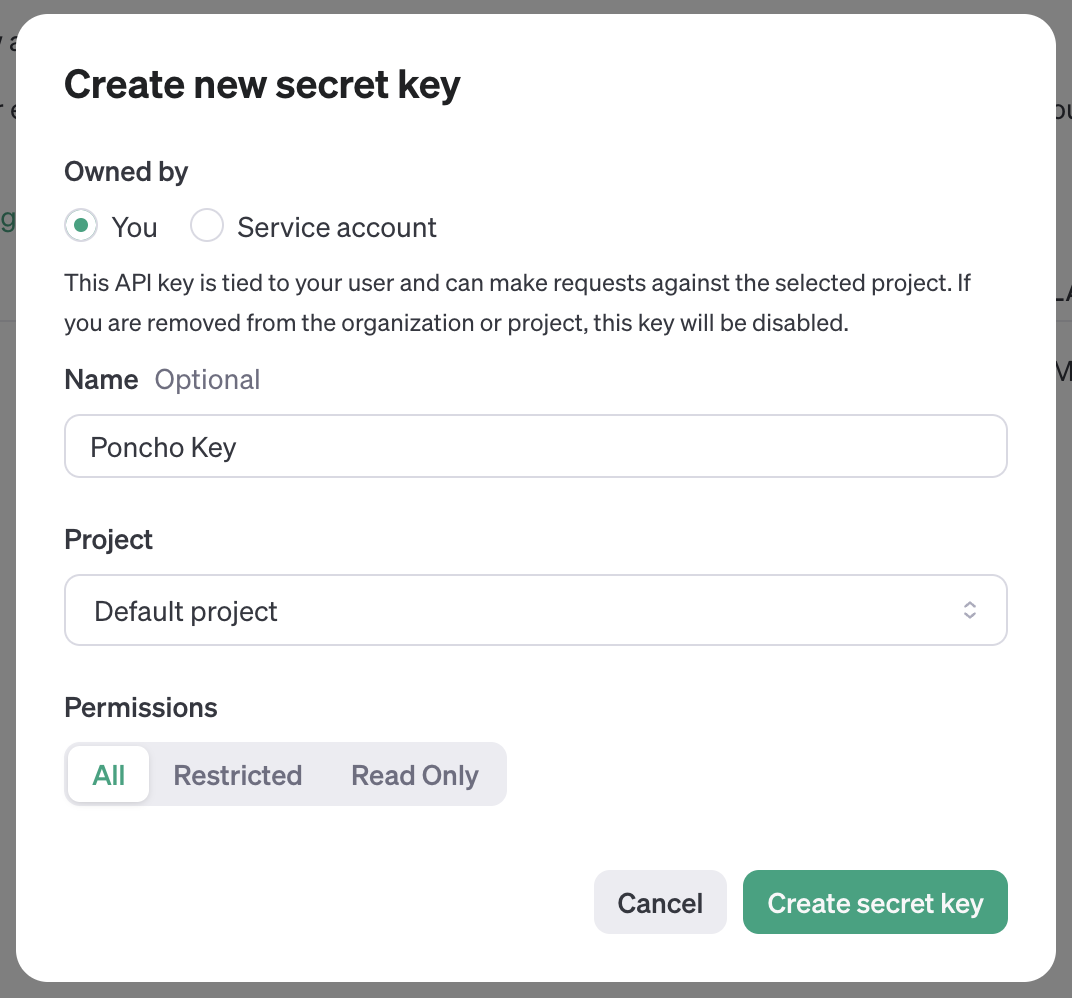 Create new secret key
Owned by
You Service account
This API key is tied to your user and can make requests against the selected project. If
you are removed from the organization or project, this key will be disabled.
Name Optional
Poncho Key
Project
Default project
Permissions
All Restricted Read Only
Cancel Create secret key